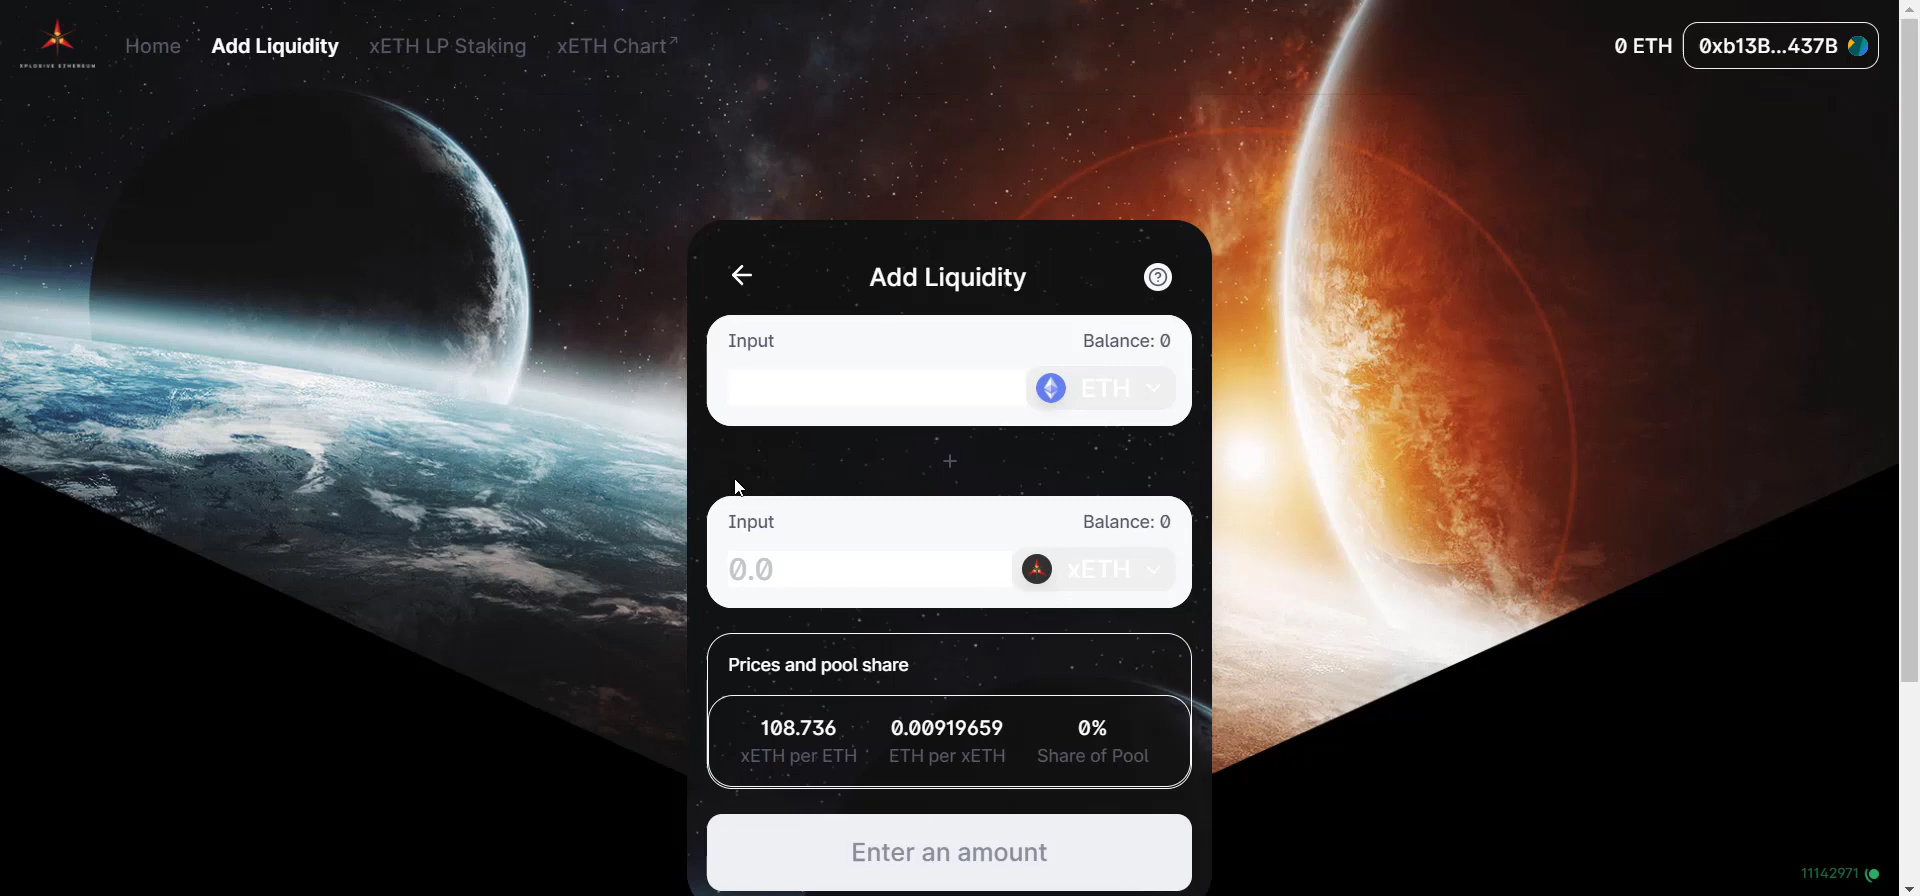 Home
Add Liquidity
xETH LP Staking
xETH Chart↗
0 ETH
0xb13B...437B
XPLOSIVE ETHEREUM
Add Liquidity
Input
Balance: 0
ETH
+
Input
Balance: 0
0.0
xETH
Prices and pool share
108.736
0.00919659
0%
xETH per ETH
ETH per xETH
Share of Pool
Enter an amount
11142971